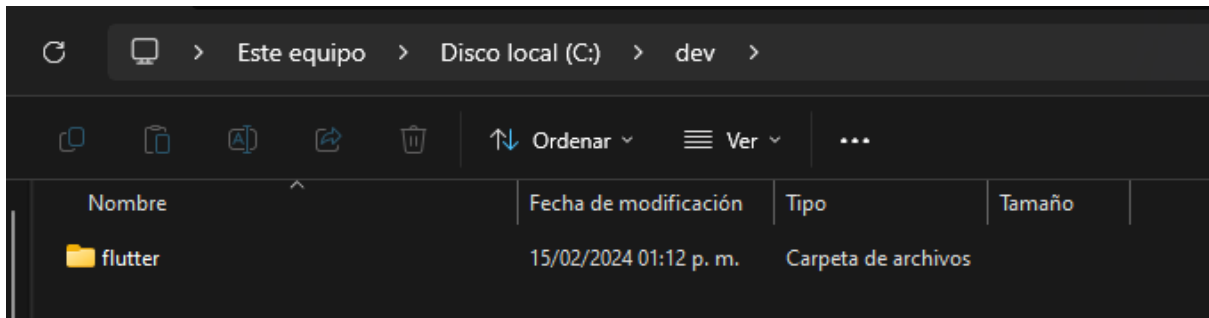 Este equipo > Disco local (C:) > dev >
Ordenar Ver
Nombre Fecha de modificación Tipo Tamaño
flutter 15/02/2024 01:12 p. m. Carpeta de archivos